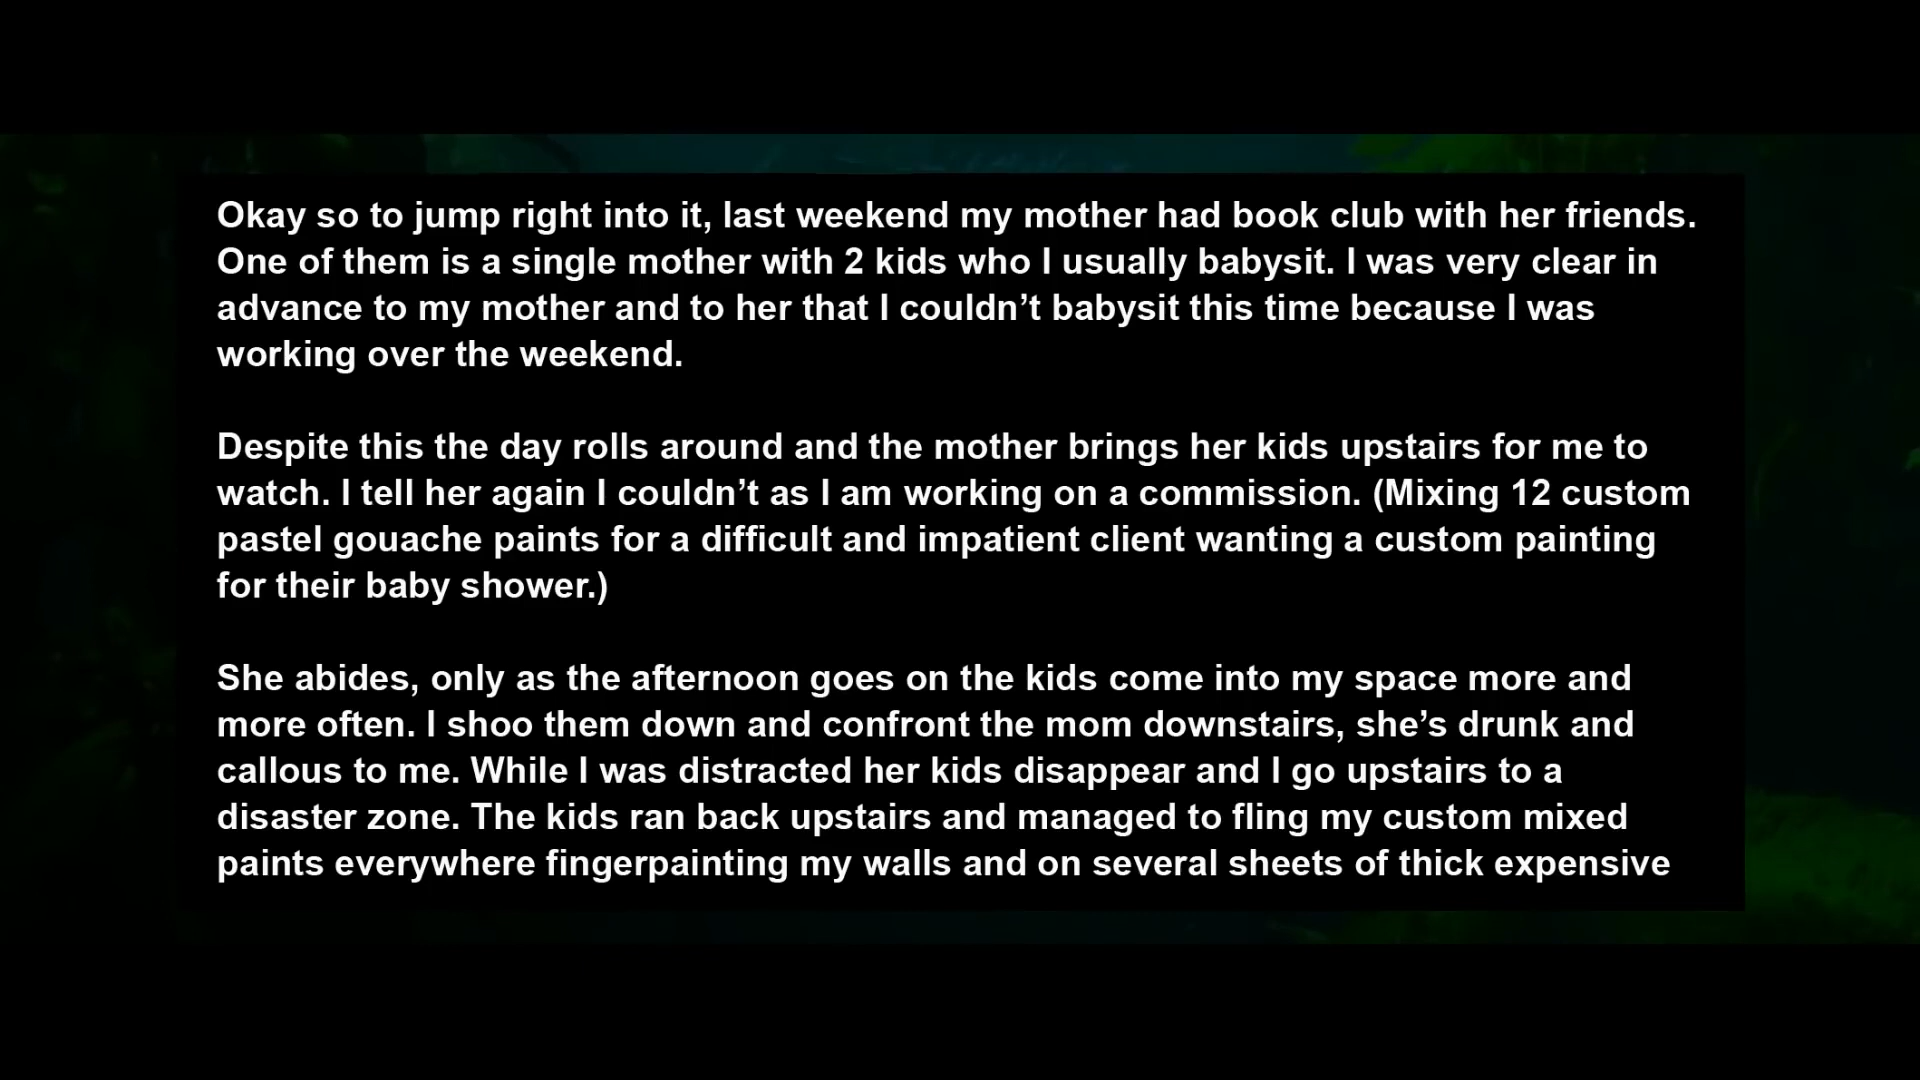 Okay so to jump right into it, last weekend my mother had book club with her friends.
One of them is a single mother with 2 kids who I usually babysit. I was very clear in
advance to my mother and to her that I couldn’t babysit this time because I was
working over the weekend.
Despite this the day rolls around and the mother brings her kids upstairs for me to
watch. I tell her again I couldn’t as I am working on a commission. (Mixing 12 custom
pastel gouache paints for a difficult and impatient client wanting a custom painting
for their baby shower.)
She abides, only as the afternoon goes on the kids come into my space more and
more often. I shoo them down and confront the mom downstairs, she’s drunk and
callous to me. While I was distracted her kids disappear and I go upstairs to a
disaster zone. The kids ran back upstairs and managed to fling my custom mixed
paints everywhere fingerpainting my walls and on several sheets of thick expensive